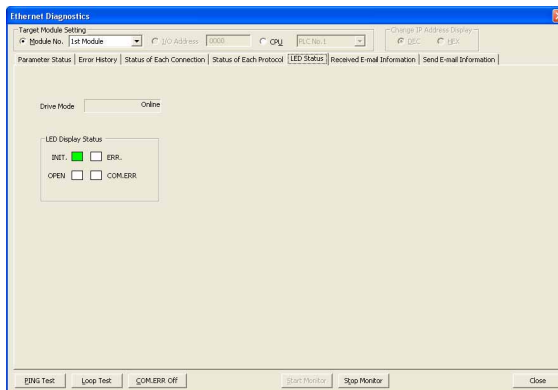 Ethernet Diagnostics
Target Module Setting
Module No. 1st Module I/O Address 0000 CPU PLC No.1
Change IP Address Display
DEC HEX
Parameter Status Error History Status of Each Connection Status of Each Protocol LED Status Received E-mail Information Send E-mail Information
Drive Mode Online
LED Display Status
INIT. ERR.
OPEN COM.ERR
PING Test Loop Test COM.ERR Off Start Monitor Stop Monitor Close